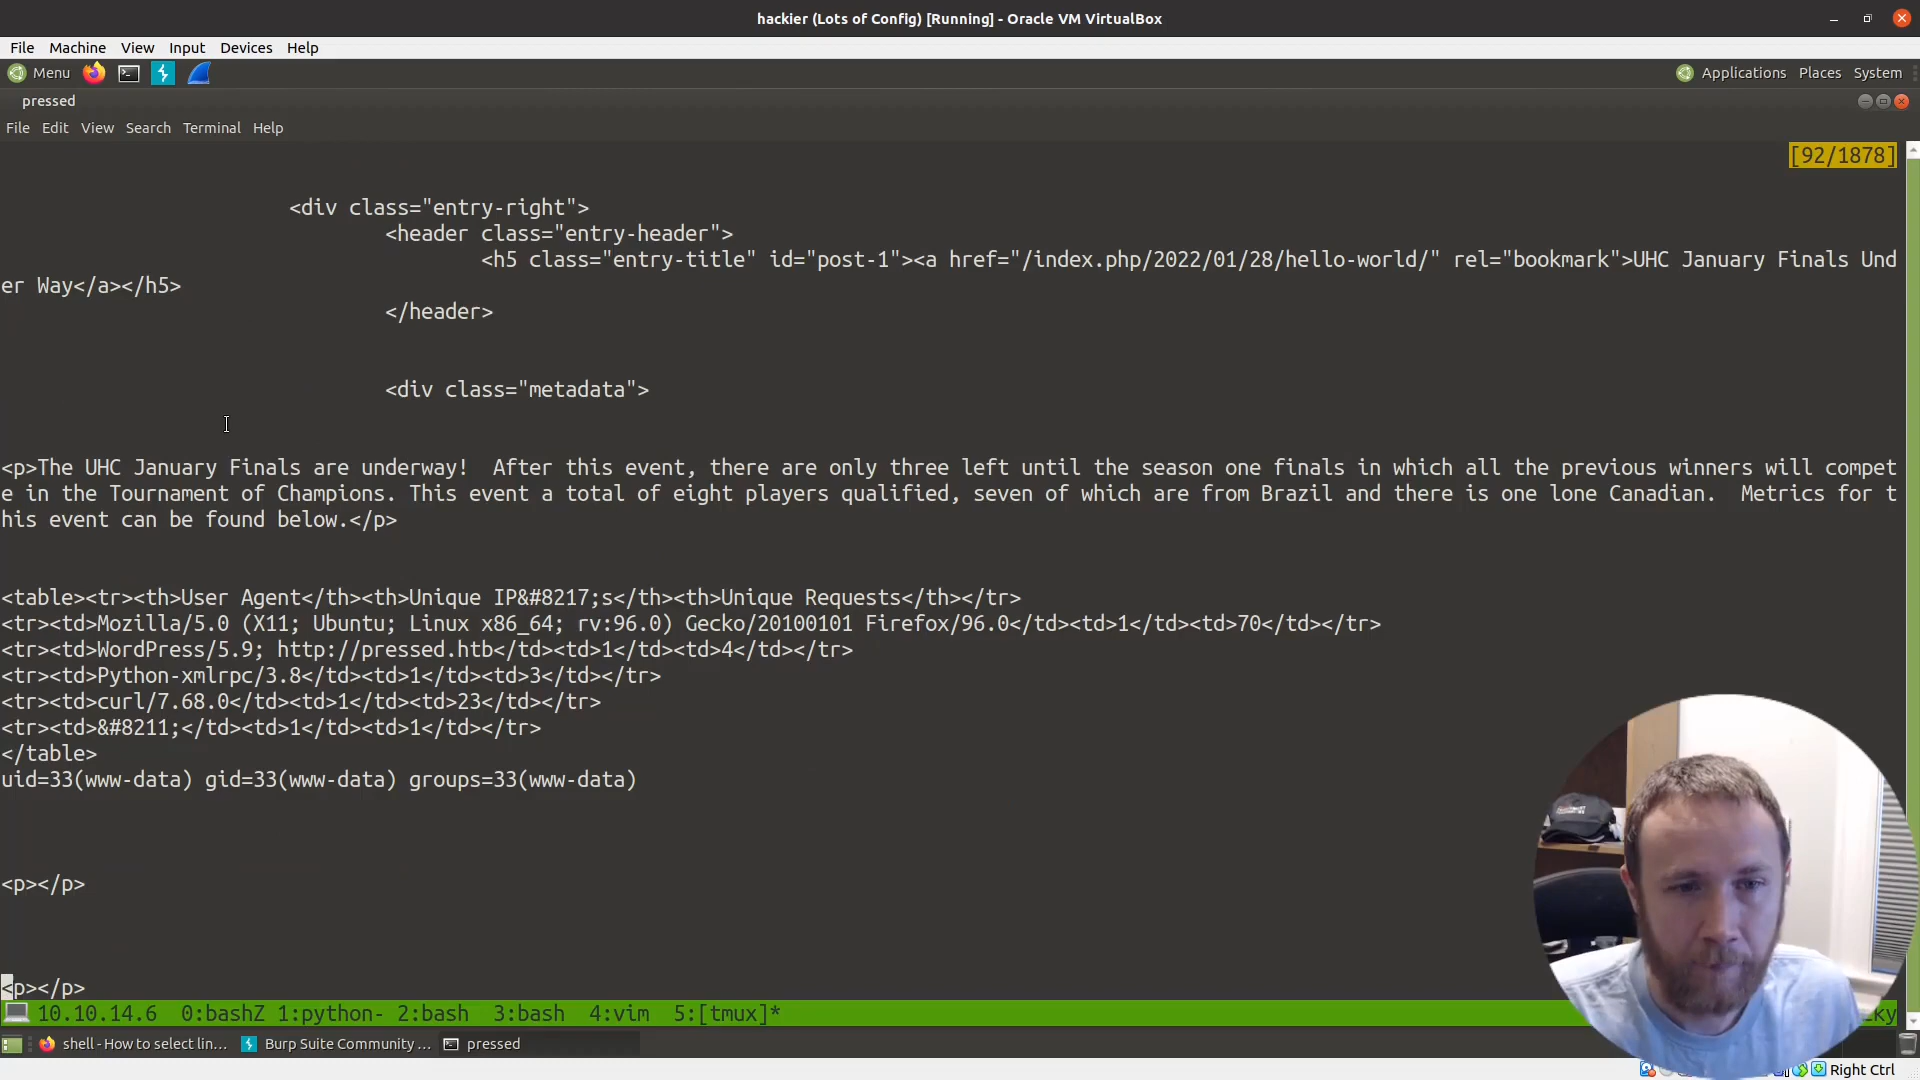 hackier (Lots of Config) [Running] - Oracle VM VirtualBox
File Machine View Input Devices Help
Menu Applications Places System
pressed
File Edit View Search Terminal Help
[92/1878]
<div class="entry-right">
<header class="entry-header">
<h5 class="entry-title" id="post-1"><a href="/index.php/2022/01/28/hello-world/" rel="bookmark">UHC January Finals Und
er Way</a></h5>
</header>
<div class="metadata">
<p>The UHC January Finals are underway!  After this event, there are only three left until the season one finals in which all the previous winners will compet
e in the Tournament of Champions. This event a total of eight players qualified, seven of which are from Brazil and there is one lone Canadian.  Metrics for t
his event can be found below.</p>
<table><tr><th>User Agent</th><th>Unique IP&#8217;s</th><th>Unique Requests</th></tr>
<tr><td>Mozilla/5.0 (X11; Ubuntu; Linux x86_64; rv:96.0) Gecko/20100101 Firefox/96.0</td><td>1</td><td>70</td></tr>
<tr><td>WordPress/5.9; http://pressed.htb</td><td>1</td><td>4</td></tr>
<tr><td>Python-xmlrpc/3.8</td><td>1</td><td>3</td></tr>
<tr><td>curl/7.68.0</td><td>1</td><td>23</td></tr>
<tr><td>&#8211;</td><td>1</td><td>1</td></tr>
</table>
uid=33(www-data) gid=33(www-data) groups=33(www-data)
<p></p>
<p></p>
10.10.14.6 0:bashZ 1:python- 2:bash 3:bash 4:vim 5:[tmux]*
shell - How to select lin... Burp Suite Community ... pressed
Right Ctrl